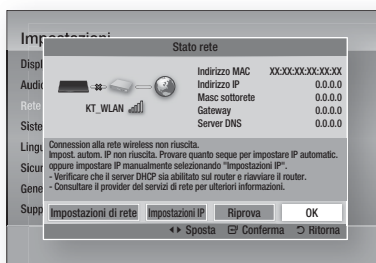 Impostazioni
Stato rete
Displ
Audio
Rete
Siste
Lingu
Sicur
Gene
Supp
KT_WLAN
Indirizzo MAC XX:XX:XX:XX:XX:XX
Indirizzo IP 0.0.0.0
Masc sottorete 0.0.0.0
Gateway 0.0.0.0
Server DNS 0.0.0.0
Connessione alla rete wireless non riuscita.
Impost. autom. IP non riuscita. Provare quanto seque per impostare IP automatic.
oppure impostare IP manualmente selezionando "Impostazioni IP".
- Verificare che il server DHCP sia abilitato sul router e riavviare il router.
- Consultare il provider del servizi di rete per ulteriori informazioni.
Impostazioni di rete Impostazioni IP Riprova OK
Sposta Conferma Ritorna